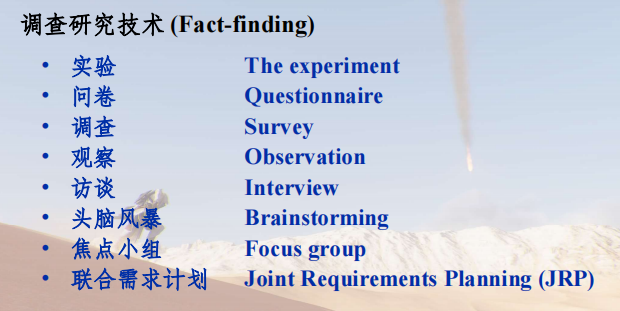 调查研究技术 (Fact-finding)
• 实验 The experiment
• 问卷 Questionnaire
• 调查 Survey
• 观察 Observation
• 访谈 Interview
• 头脑风暴 Brainstorming
• 焦点小组 Focus group
• 联合需求计划 Joint Requirements Planning (JRP)